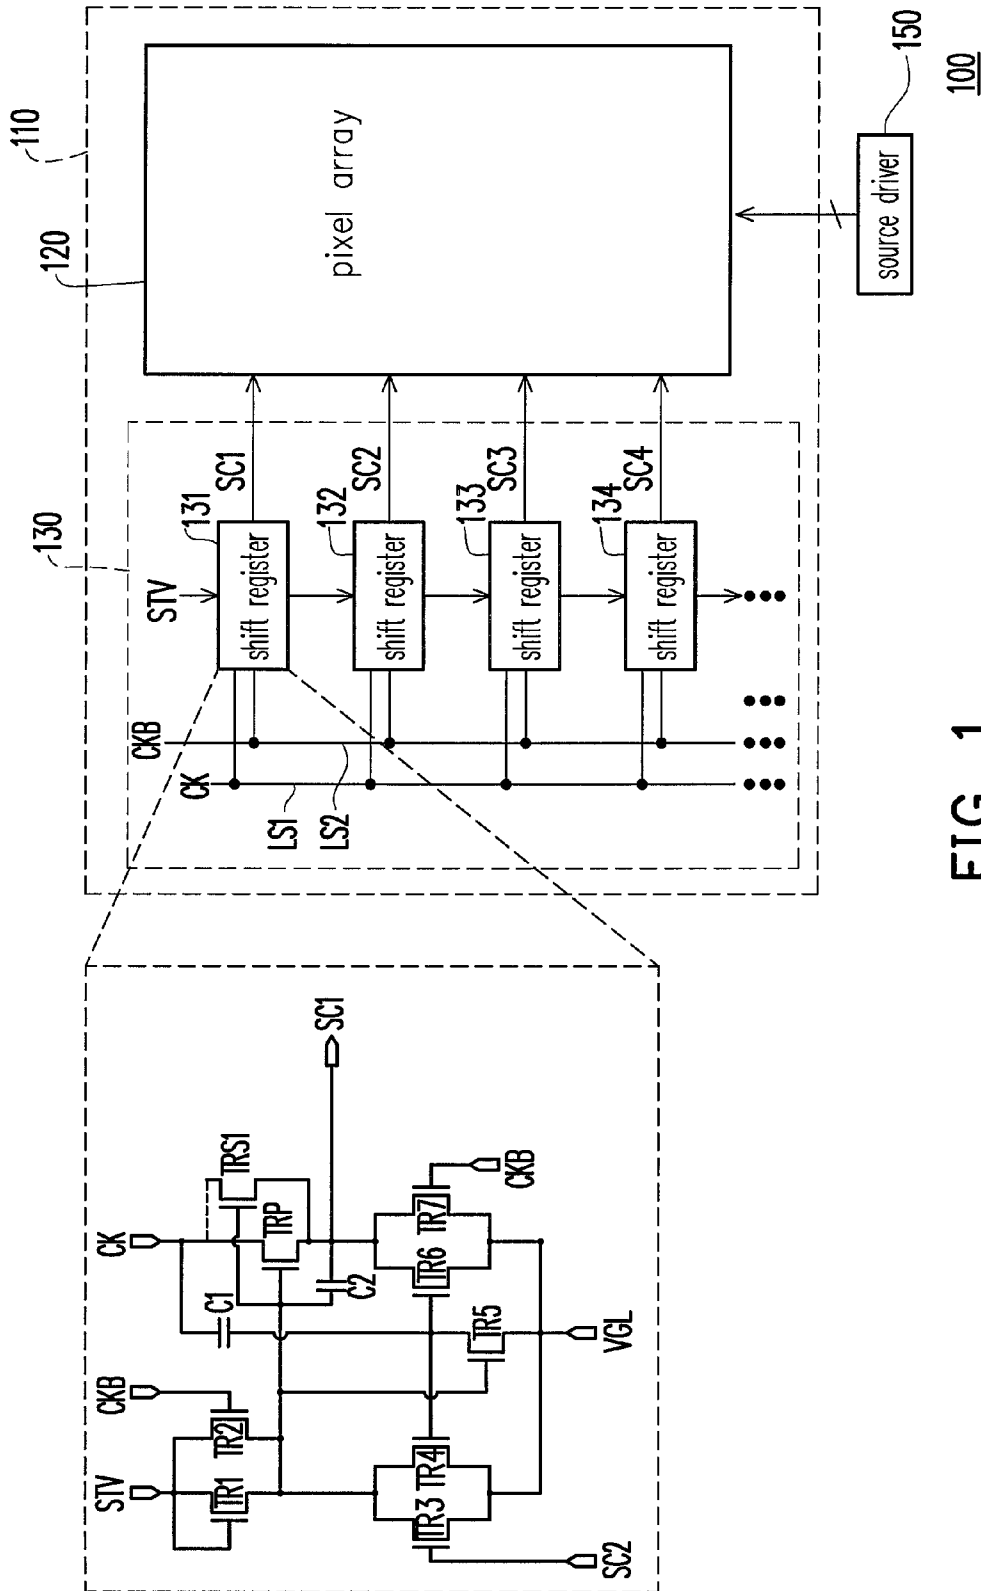 110
120
pixel array
150
source driver
100
130
STV
131
shift register
SC1
132
shift register
SC2
133
shift register
SC3
134
shift register
SC4
CKB
CK
LS1
LS2
STV
CKB
CK
TR1
TR2
C1
TRS1
TRP
SC1
C2
TR3
TR4
TR5
TR6
TR7
CKB
SC2
VGL
FIG. 1